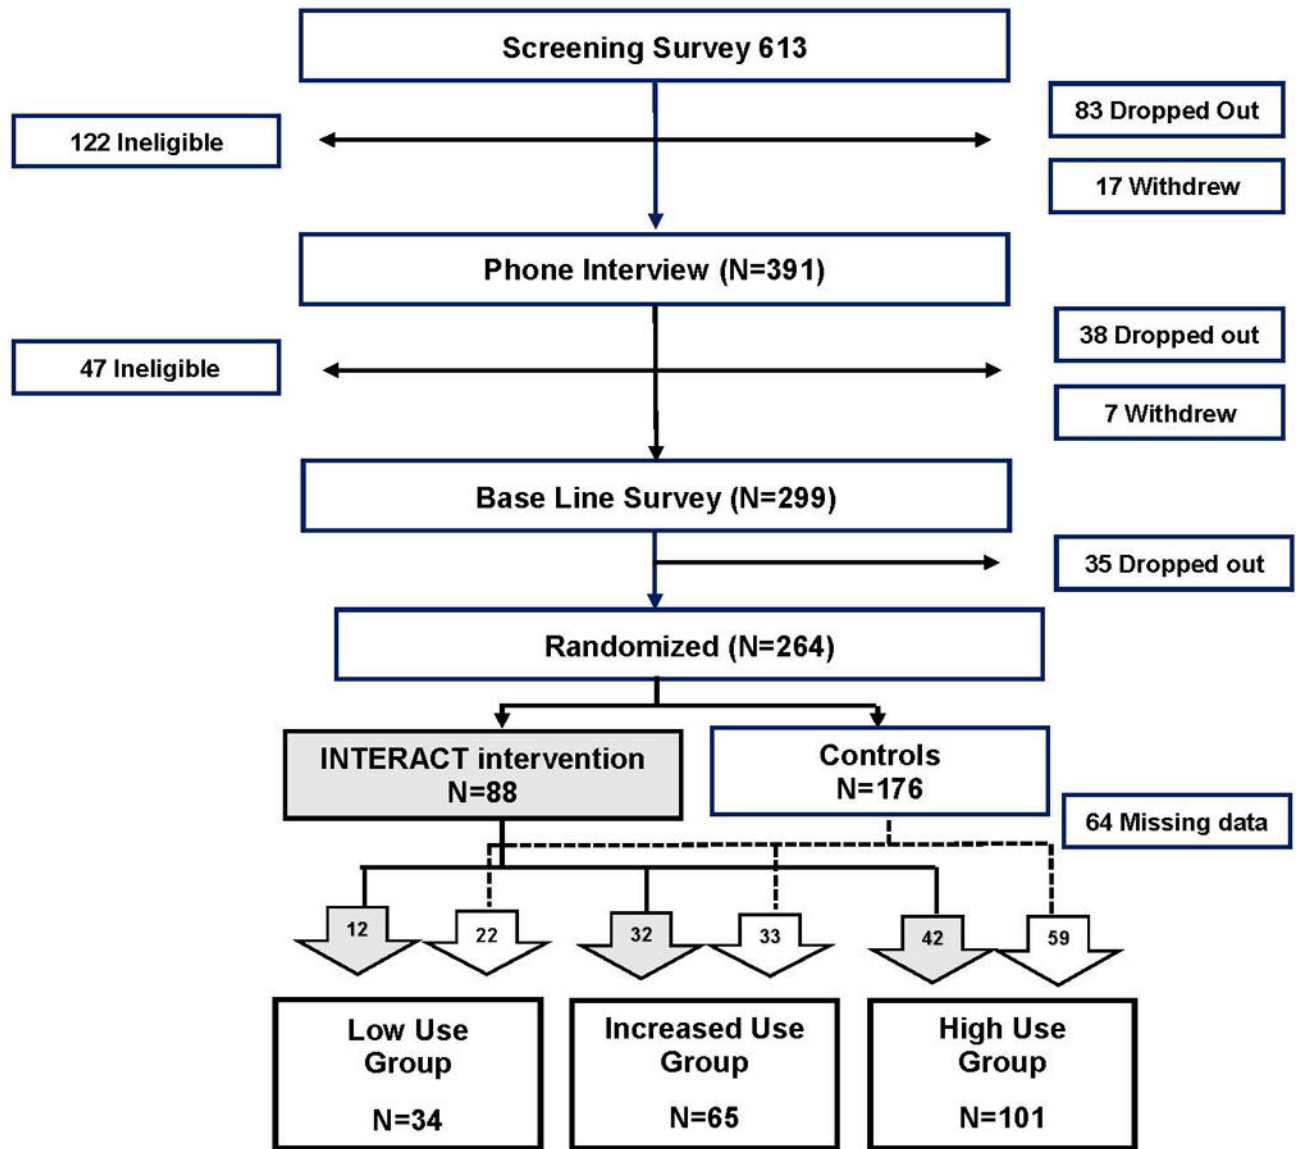 Screening Survey 613
122 Ineligible
83 Dropped Out
17 Withdrew
Phone Interview (N=391)
47 Ineligible
38 Dropped out
7 Withdrew
Base Line Survey (N=299)
35 Dropped out
Randomized (N=264)
INTERACT intervention
N=88
Controls
N=176
64 Missing data
12
22
32
33
42
59
Low Use
Group
N=34
Increased Use
Group
N=65
High Use
Group
N=101